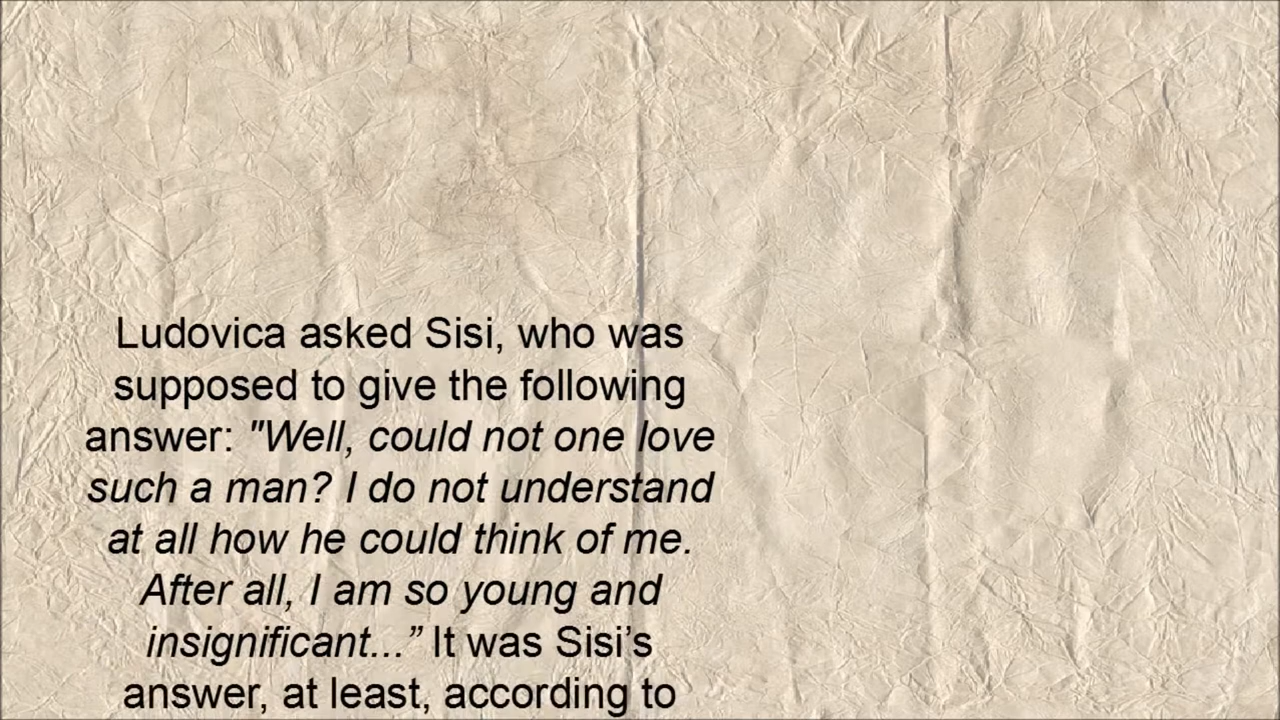 Ludovica asked Sisi, who was
supposed to give the following
answer: "Well, could not one love
such a man? I do not understand
at all how he could think of me.
After all, I am so young and
insignificant...” It was Sisi’s
answer, at least, according to